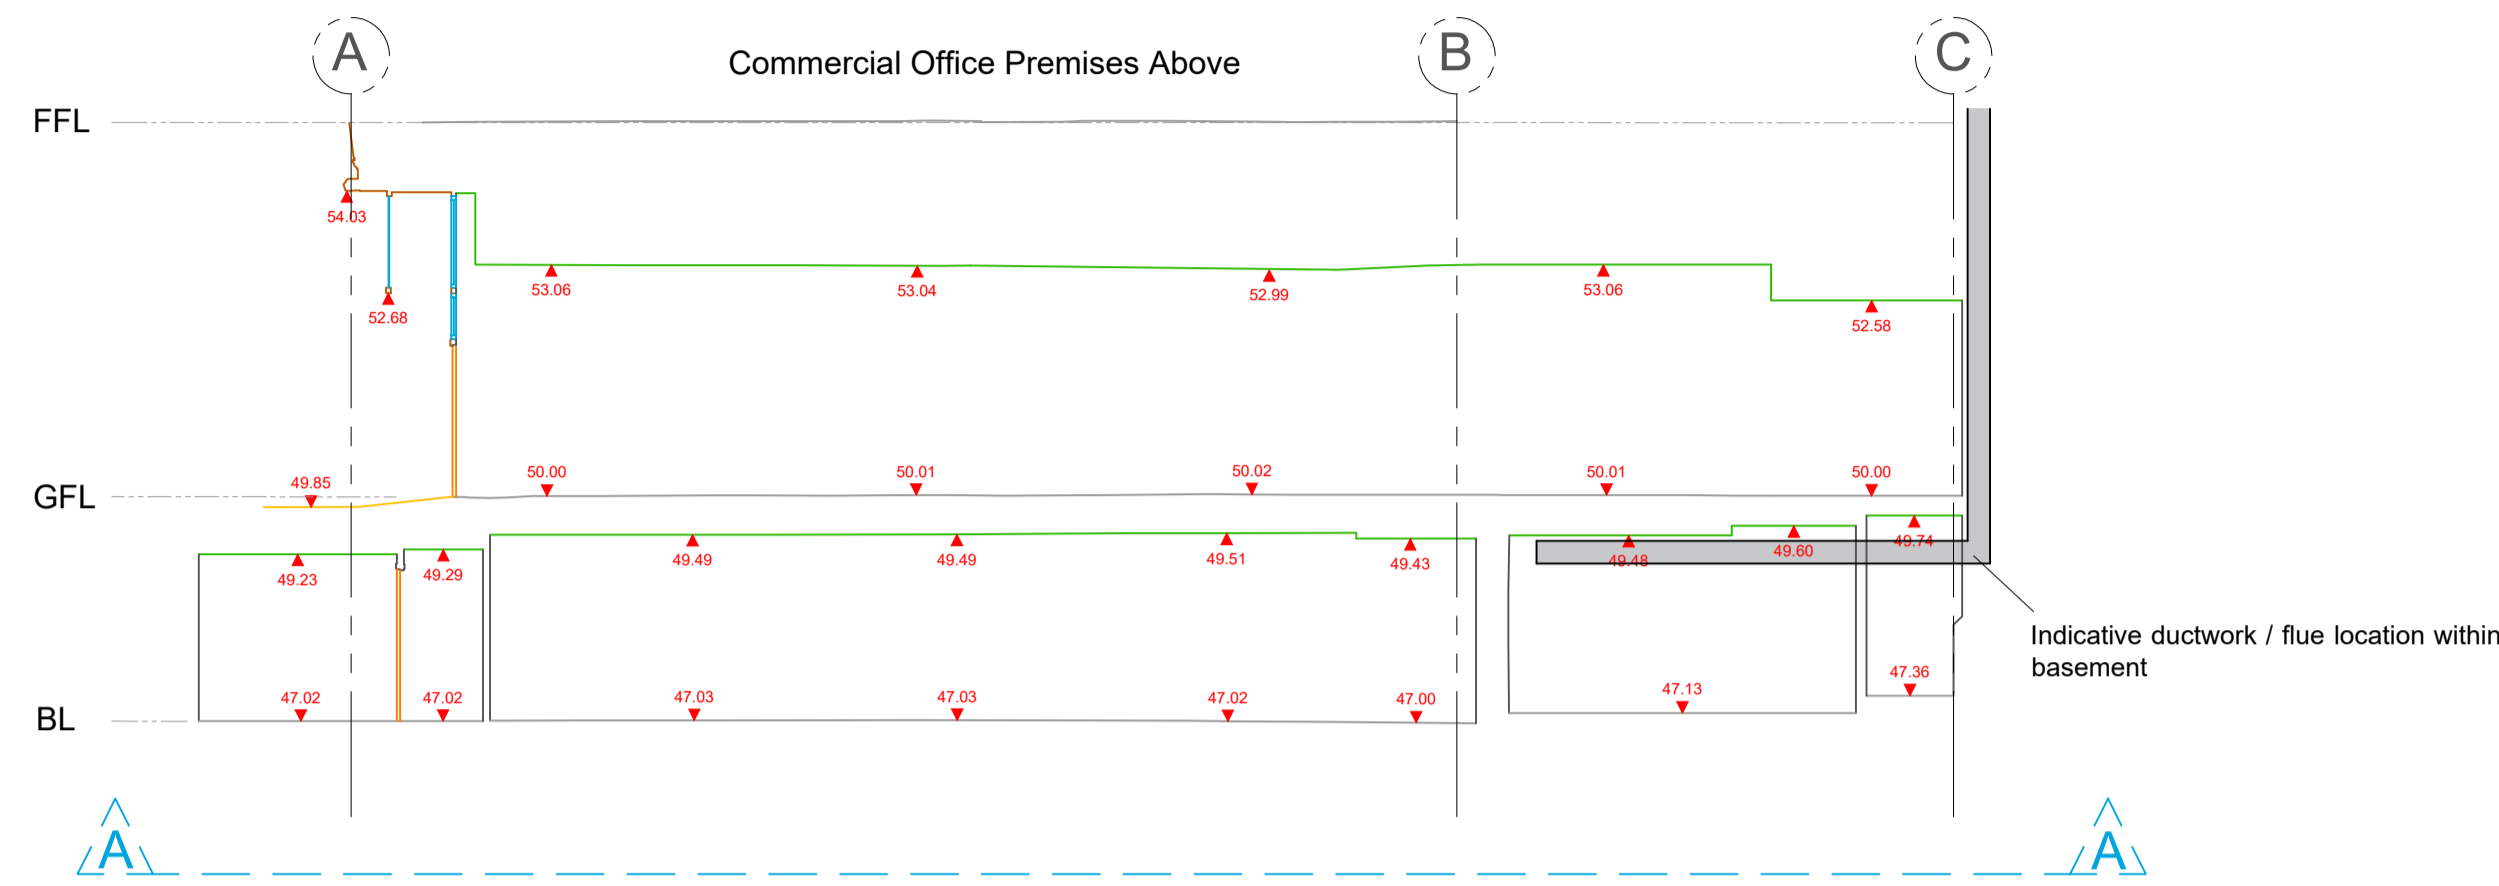 A
Commercial Office Premises Above
B
C
FFL
54.03
53.06
53.04
52.99
53.06
52.68
52.58
GFL
49.85
50.00
50.01
50.02
50.01
50.00
49.23
49.29
49.49
49.49
49.51
49.43
49.48
49.60
49.74
Indicative ductwork / flue location within
basement
BL
47.02
47.02
47.03
47.03
47.02
47.00
47.13
47.36
A
A